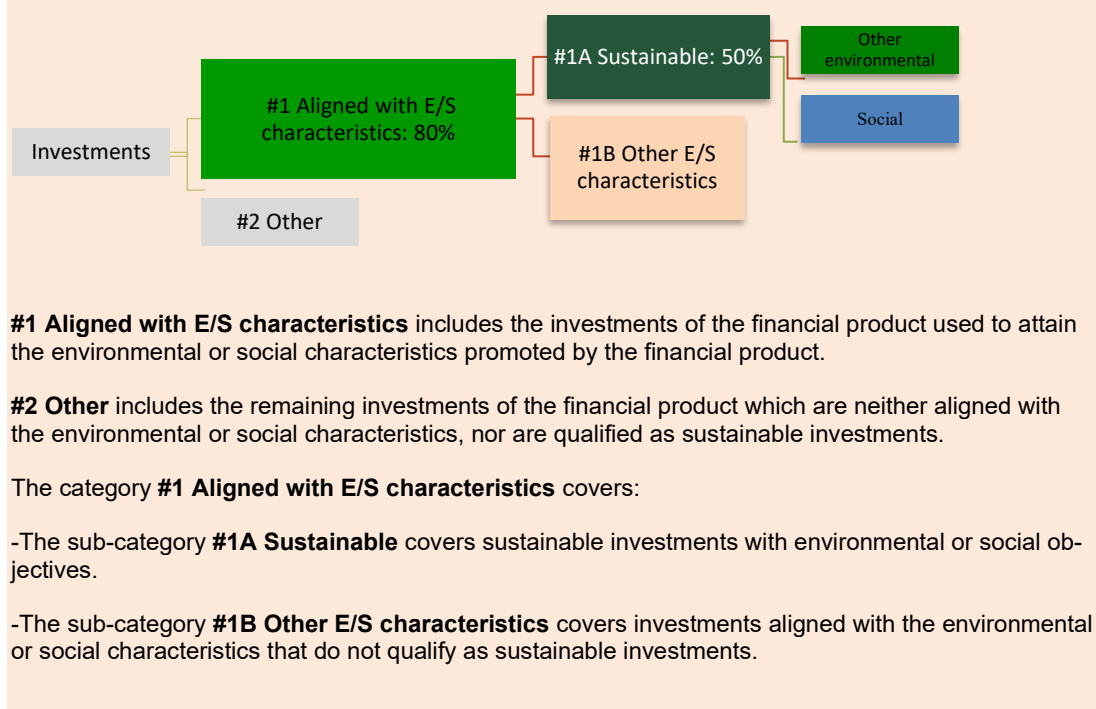 #1A Sustainable: 50%
Other
environmental
#1 Aligned with E/S
characteristics: 80%
Social
Investments
#1B Other E/S
characteristics
#2 Other
#1 Aligned with E/S characteristics includes the investments of the financial product used to attain
the environmental or social characteristics promoted by the financial product.
#2 Other includes the remaining investments of the financial product which are neither aligned with
the environmental or social characteristics, nor are qualified as sustainable investments.
The category #1 Aligned with E/S characteristics covers:
-The sub-category #1A Sustainable covers sustainable investments with environmental or social ob-
jectives.
-The sub-category #1B Other E/S characteristics covers investments aligned with the environmental
or social characteristics that do not qualify as sustainable investments.